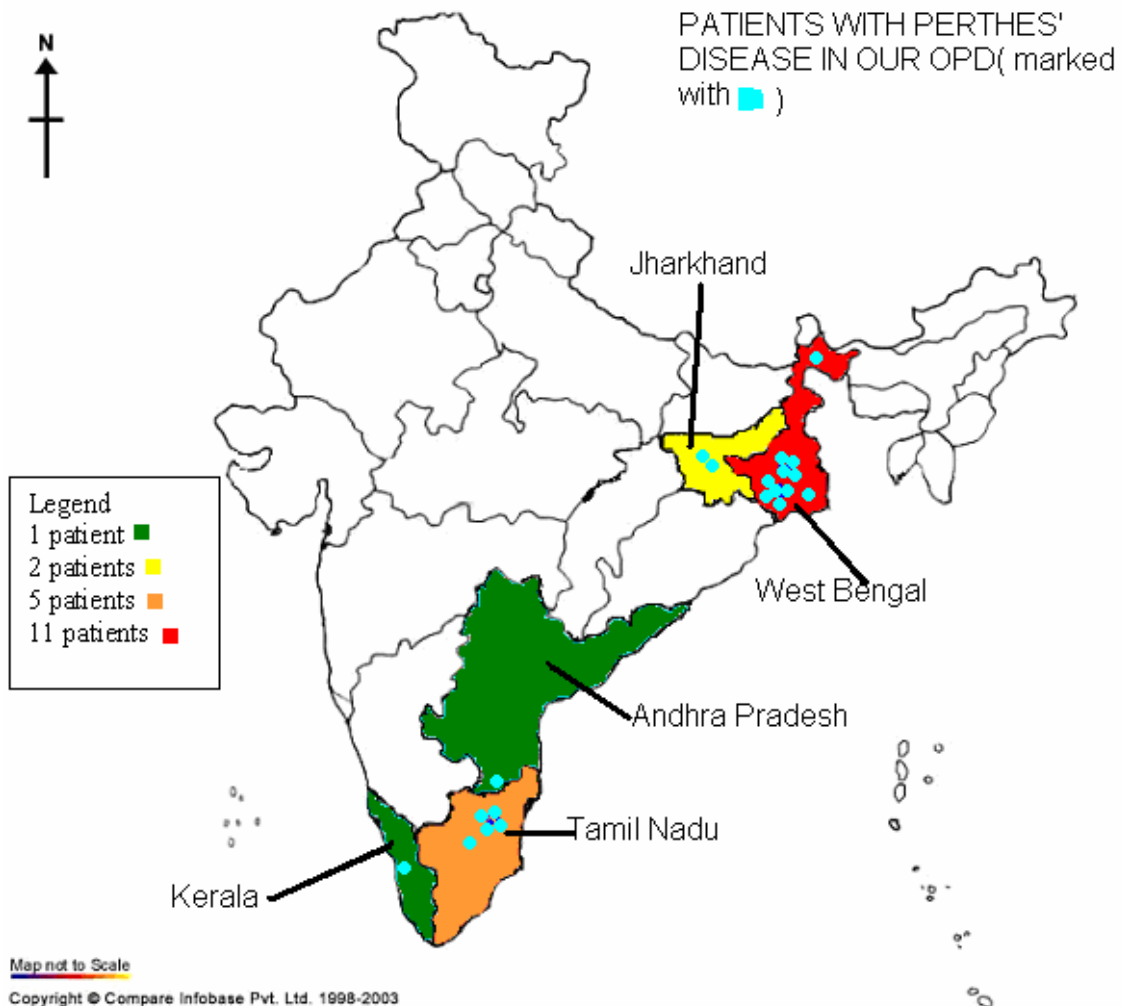 N
PATIENTS WITH PERTHES'
DISEASE IN OUR OPD( marked
with )
Jharkhand
Legend
1 patient
2 patients
5 patients
11 patients
West Bengal
Andhra Pradesh
Tamil Nadu
Kerala
Map not to Scale
Copyright © Compare Infobase Pvt. Ltd. 1998-2003